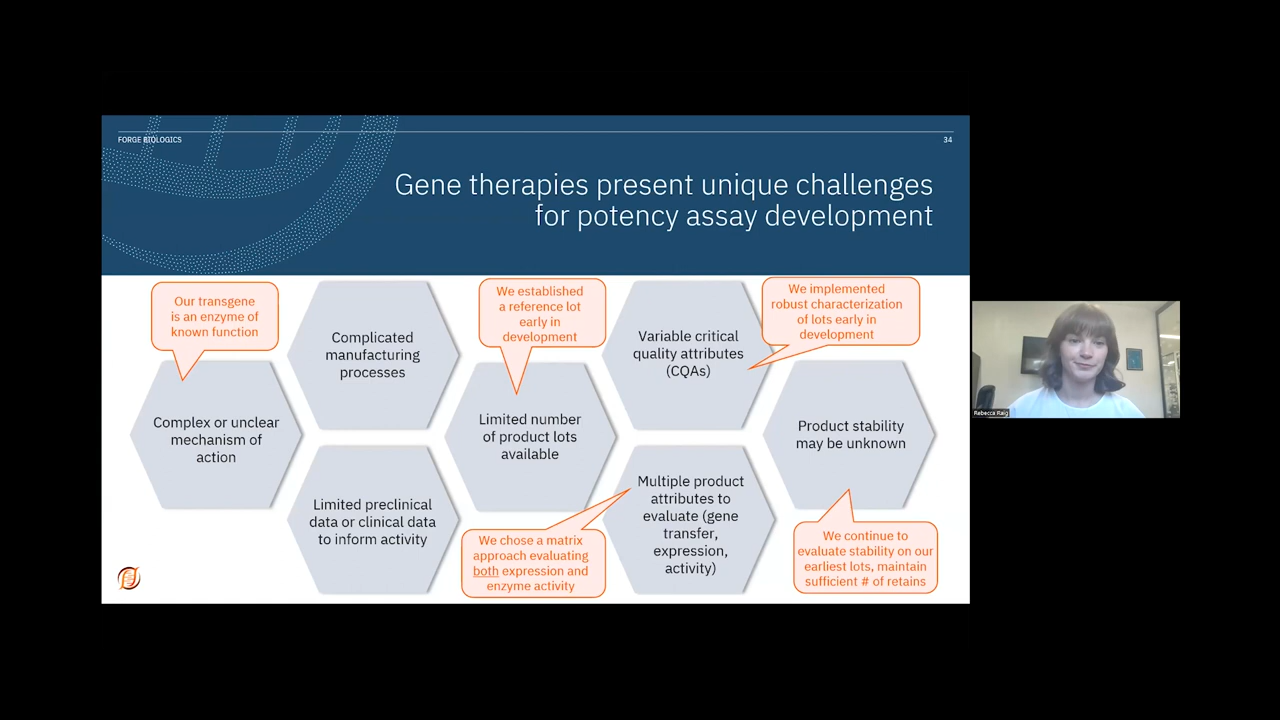 FORGE BIOLOGICS
34
Gene therapies present unique challenges
for potency assay development
Our transgene
is an enzyme of
known function
Complex or unclear
mechanism of
action
Complicated
manufacturing
processes
Limited preclinical
data or clinical data
to inform activity
We established
a reference lot
early in
development
Limited number
of product lots
available
We chose a matrix
approach evaluating
both expression and
enzyme activity
Variable critical
quality attributes
(CQAs)
We implemented
robust characterization
of lots early in
development
Multiple product
attributes to
evaluate (gene
transfer,
expression,
activity)
Product stability
may be unknown
We continue to
evaluate stability on our
earliest lots, maintain
sufficient # of retains
Rebecca Raig